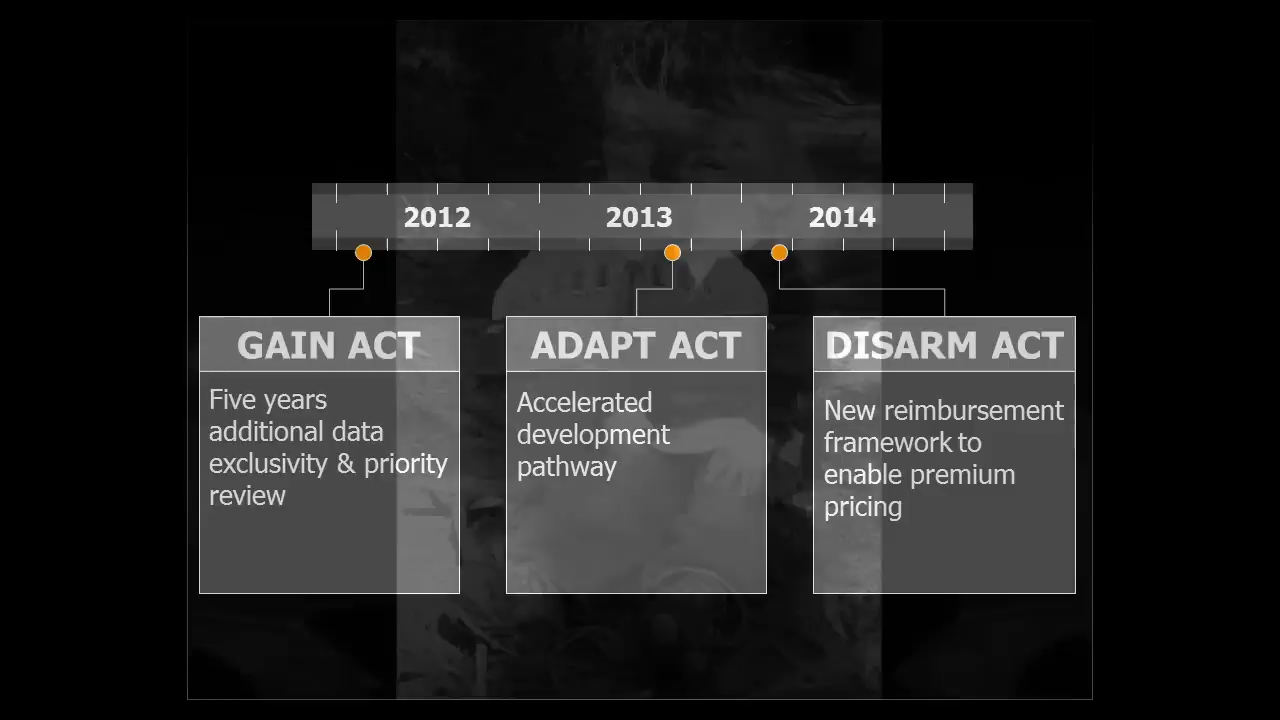 2012
2013
2014
GAIN ACT
Five years
additional data
exclusivity & priority
review
ADAPT ACT
Accelerated
development
pathway
DISARM ACT
New reimbursement
framework to
enable premium
pricing